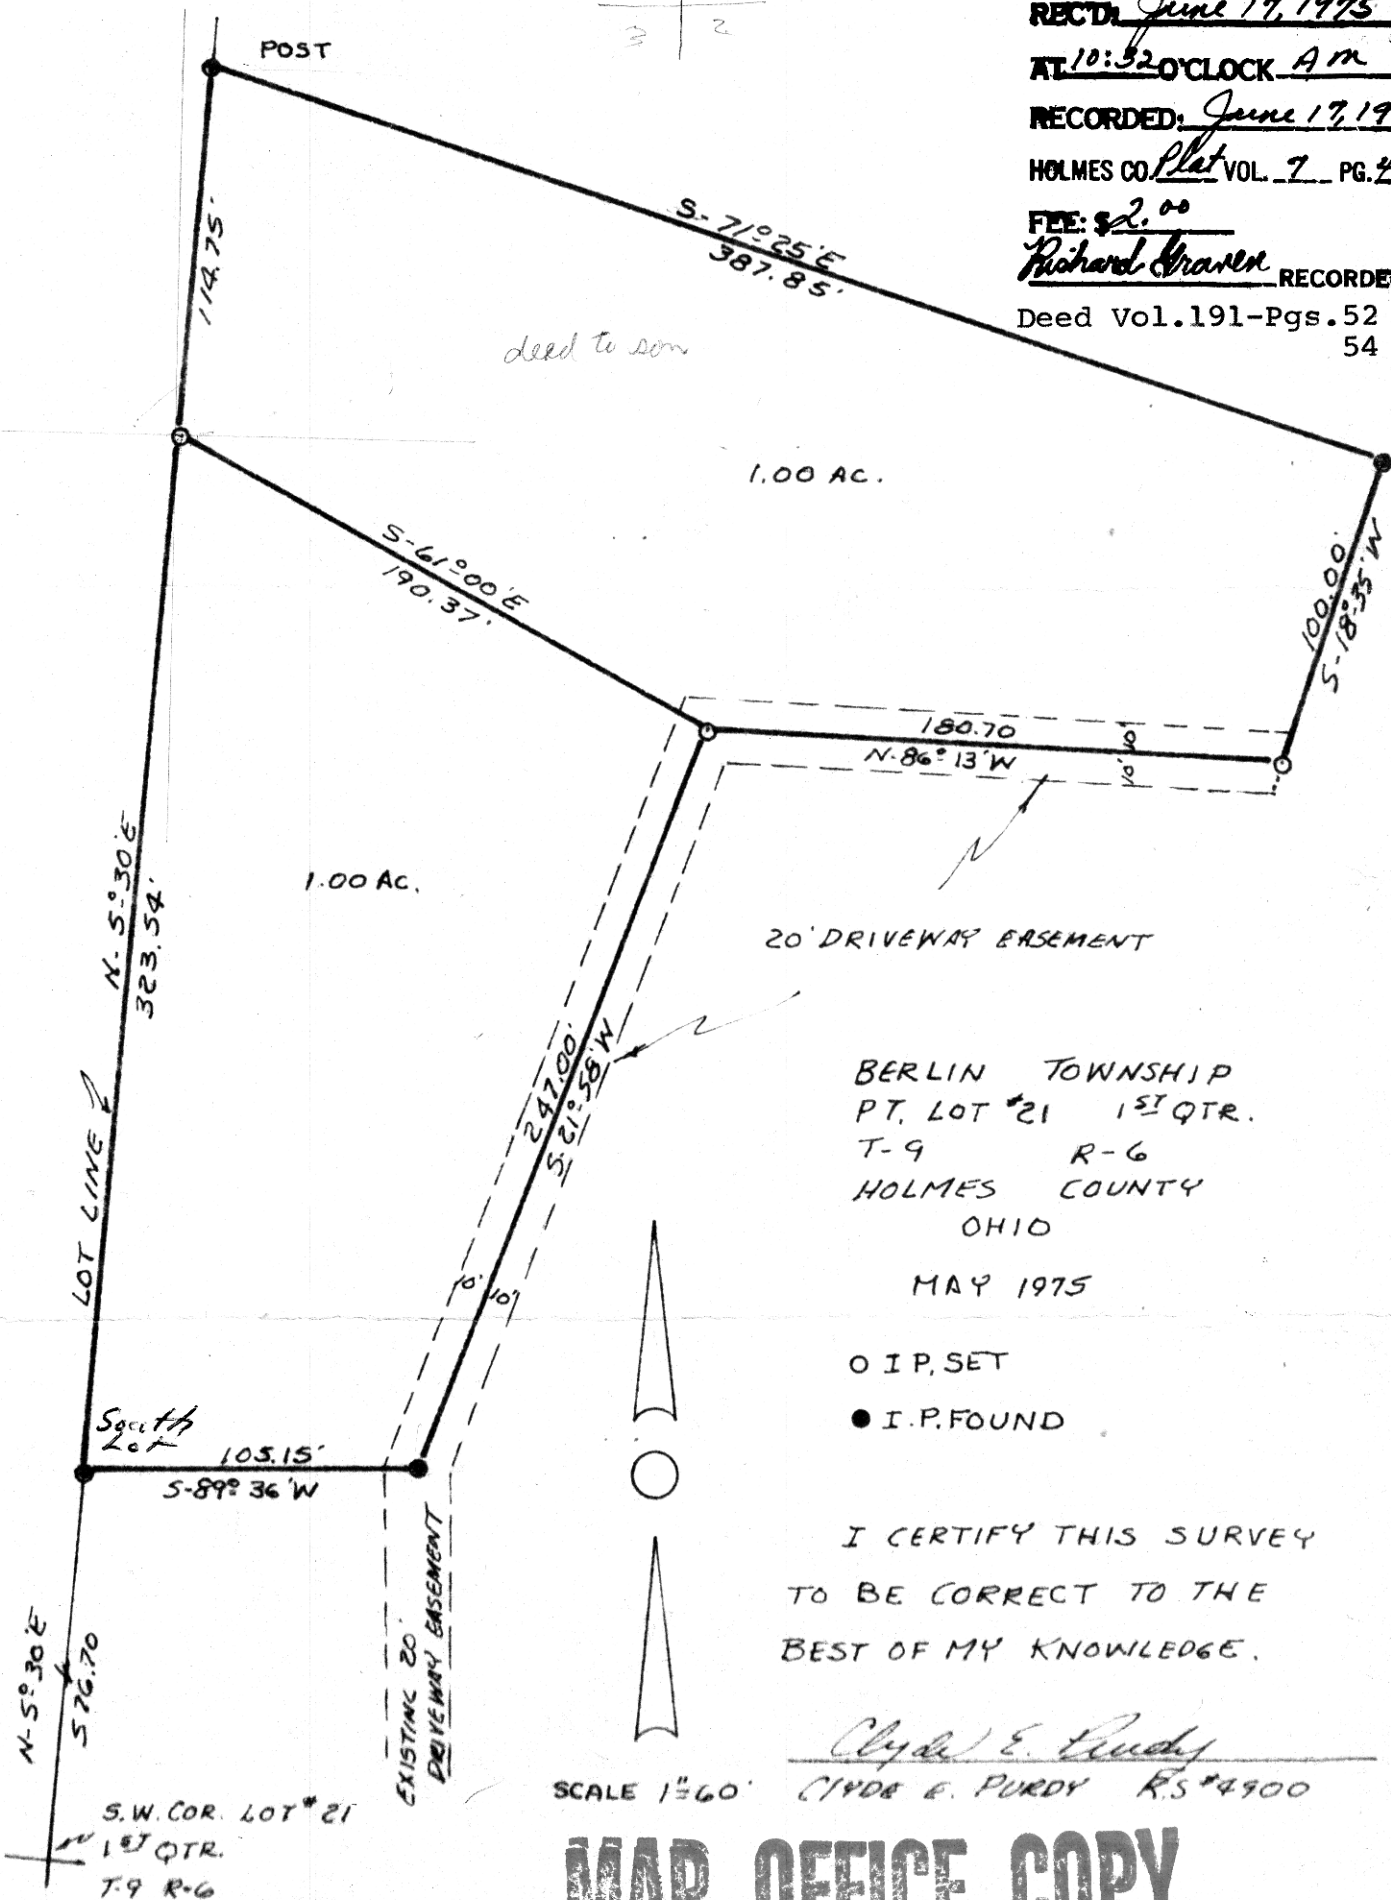 3 2
POST
REC'D: June 17, 1975
AT 10:32 O'CLOCK A M
RECORDED: June 17, 19
HOLMES CO. Plat VOL. 7 PG.
FEE: $2.00
Richard Graven RECORDE
Deed Vol.191-Pgs.52
54
114.75'
S-71°25'E
387.85'
deed to son
1.00 AC.
S-61°00'E
190.37'
100.00'
S-18°35'W
180.70
N-86°13'W
10' 10'
N-5°30'E
323.54'
1.00 AC.
20' DRIVEWAY EASEMENT
247.00'
S-21°58'W
LOT LINE
10' 10'
BERLIN TOWNSHIP
PT. LOT #21 1ST QTR.
T-9 R-6
HOLMES COUNTY
OHIO
MAY 1975
O I P. SET
● I.P. FOUND
South
Lot
105.15'
S-89°36'W
EXISTING 20'
DRIVEWAY EASEMENT
N-5°30'E
576.70
I CERTIFY THIS SURVEY
TO BE CORRECT TO THE
BEST OF MY KNOWLEDGE.
Clyde E. Purdy
CLYDE E. PURDY R.S #4900
SCALE 1"=60'
S.W. COR. LOT #21
1ST QTR.
T-9 R-6
MAP OFFICE COPY